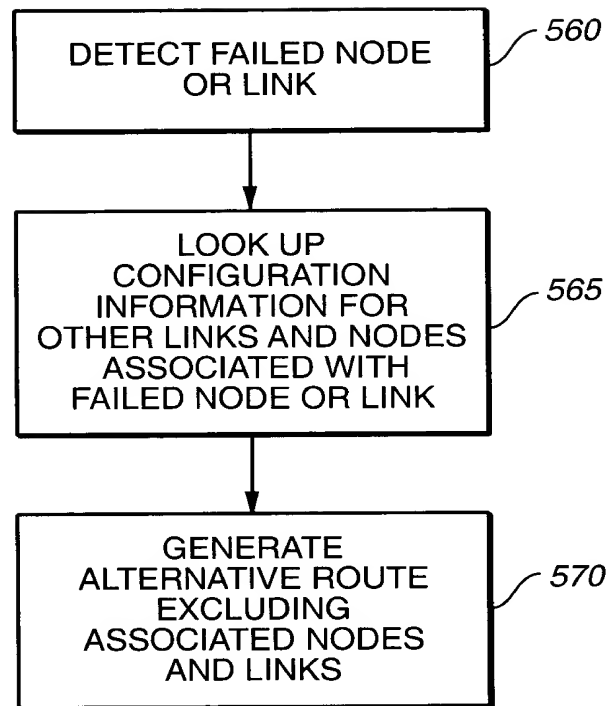 DETECT FAILED NODE
OR LINK
560
LOOK UP
CONFIGURATION
INFORMATION FOR
OTHER LINKS AND NODES
ASSOCIATED WITH
FAILED NODE OR LINK
565
GENERATE
ALTERNATIVE ROUTE
EXCLUDING
ASSOCIATED NODES
AND LINKS
570